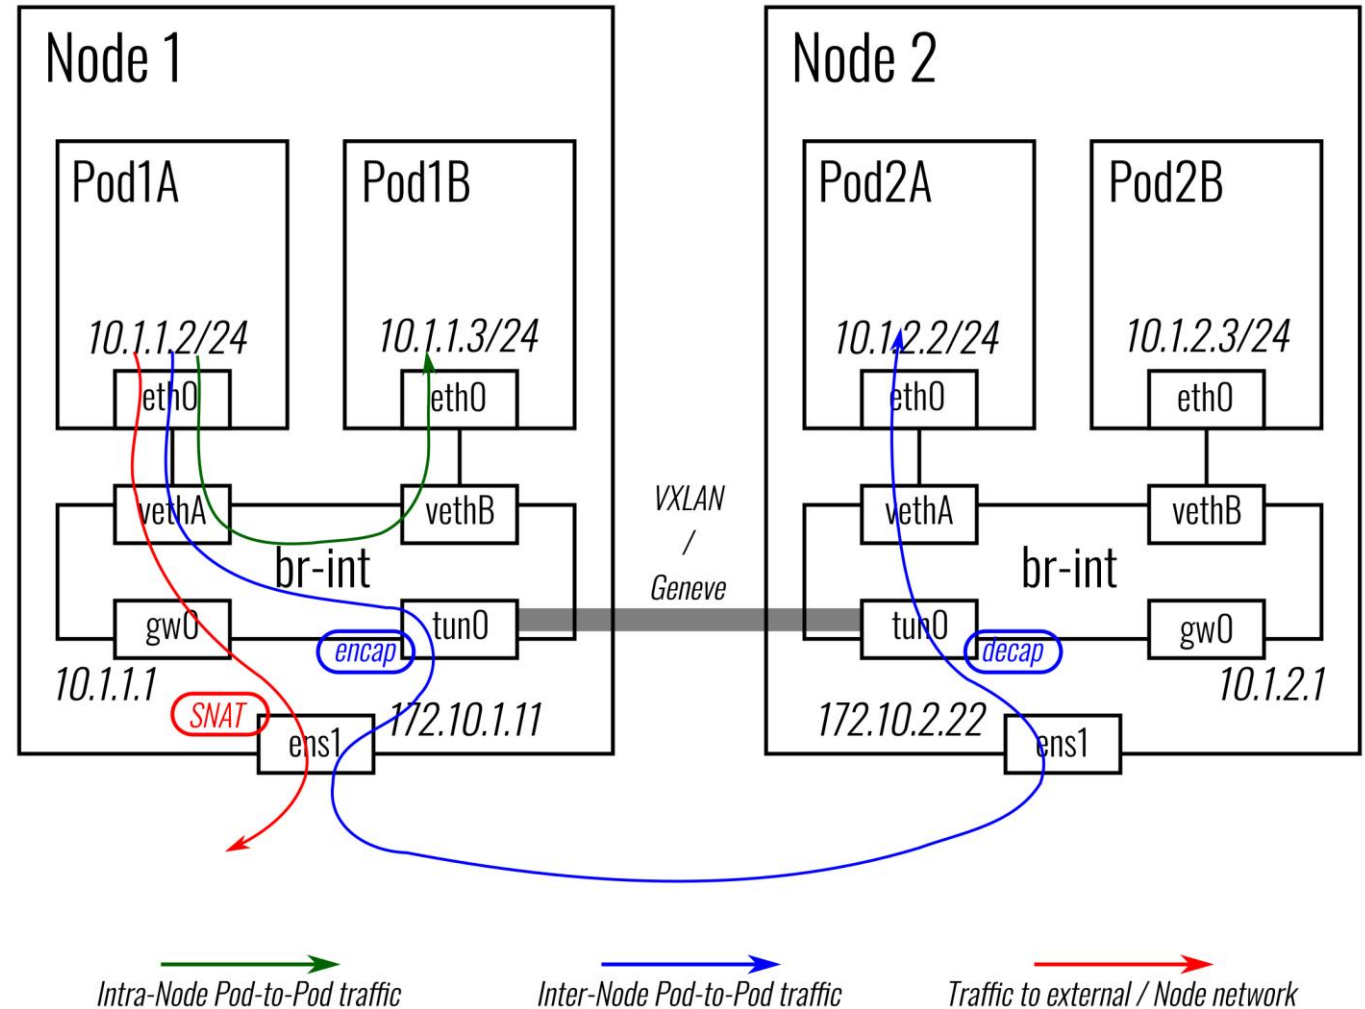 Node 1
Node 2
Pod1A
Pod1B
Pod2A
Pod2B
10.1.1.2/24
10.1.1.3/24
10.1.2.2/24
10.1.2.3/24
eth0
eth0
eth0
eth0
vethA
vethB
VXLAN
/
Geneve
vethA
vethB
br-int
br-int
gw0
tun0
tun0
gw0
encap
decap
10.1.1.1
10.1.2.1
SNAT
172.10.1.11
172.10.2.22
ens1
ens1
Intra-Node Pod-to-Pod traffic
Inter-Node Pod-to-Pod traffic
Traffic to external / Node network